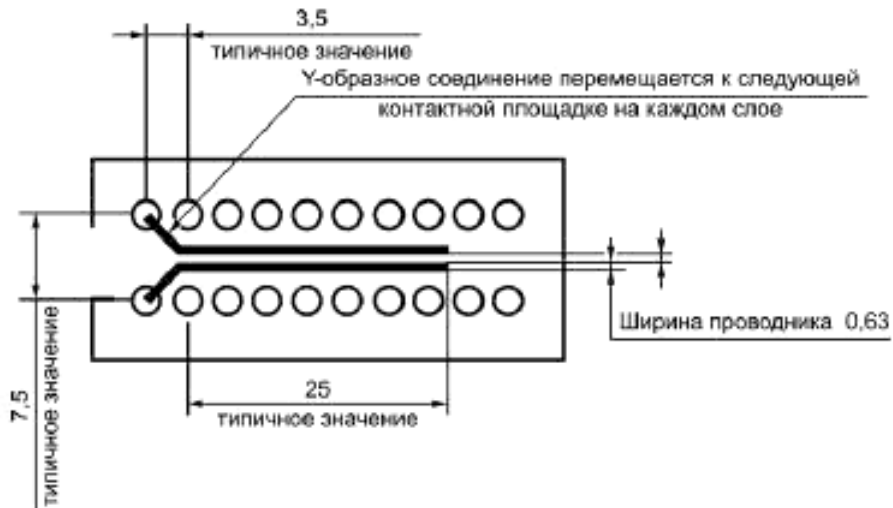 3,5
типичное значение
Y-образное соединение перемещается к следующей
контактной площадке на каждом слое
Ширина проводника 0,63
25
типичное значение
7,5
типичное значение